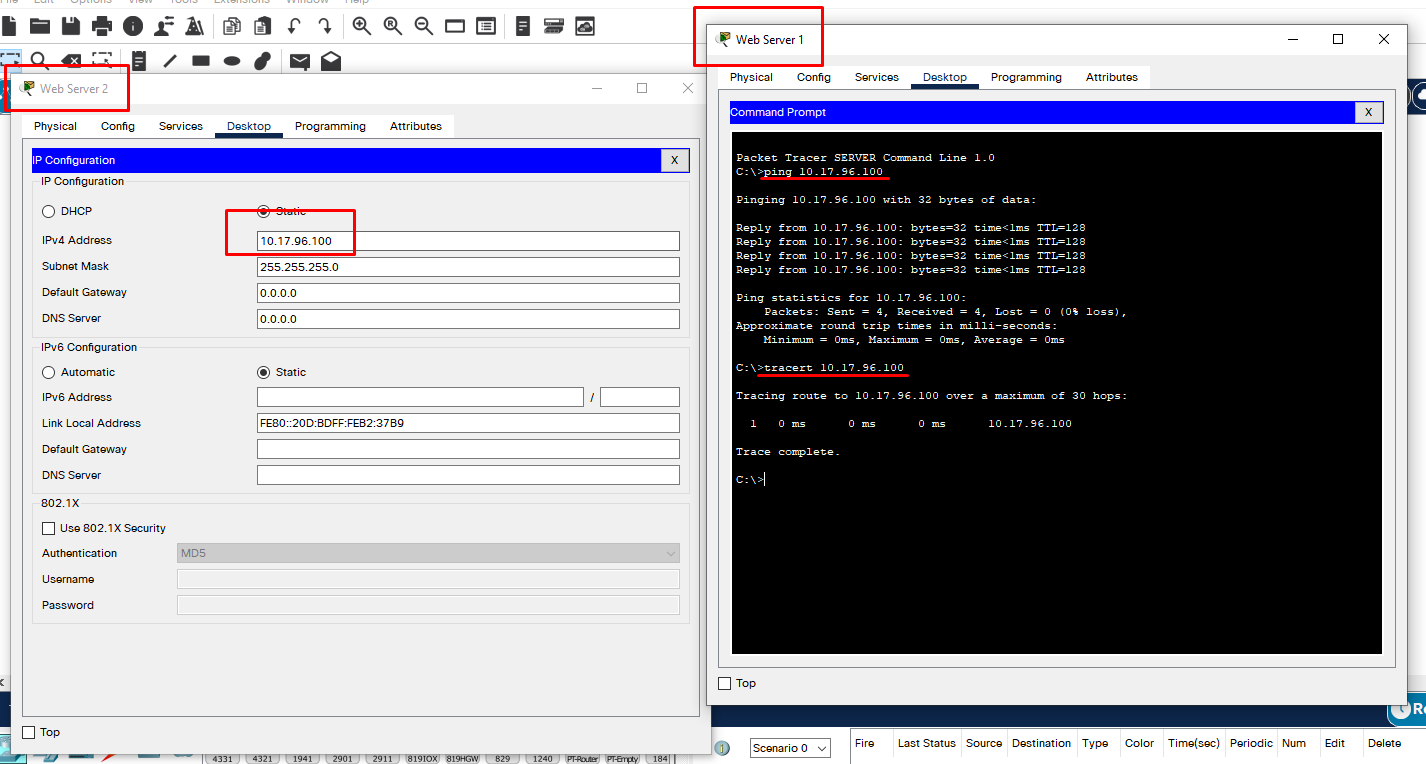 File Edit Options View Tools Extensions Window Help
Web Server 2
Physical Config Services Desktop Programming Attributes
IP Configuration X
IP Configuration
DHCP Static
IPv4 Address 10.17.96.100
Subnet Mask 255.255.255.0
Default Gateway 0.0.0.0
DNS Server 0.0.0.0
IPv6 Configuration
Automatic Static
IPv6 Address /
Link Local Address FE80::20D:BDFF:FEB2:37B9
Default Gateway
DNS Server
802.1X
Use 802.1X Security
Authentication MD5
Username
Password
Top
Web Server 1
Physical Config Services Desktop Programming Attributes
Command Prompt X
Packet Tracer SERVER Command Line 1.0
C:\>ping 10.17.96.100
Pinging 10.17.96.100 with 32 bytes of data:
Reply from 10.17.96.100: bytes=32 time<1ms TTL=128
Reply from 10.17.96.100: bytes=32 time<1ms TTL=128
Reply from 10.17.96.100: bytes=32 time<1ms TTL=128
Reply from 10.17.96.100: bytes=32 time<1ms TTL=128
Ping statistics for 10.17.96.100:
Packets: Sent = 4, Received = 4, Lost = 0 (0% loss),
Approximate round trip times in milli-seconds:
Minimum = 0ms, Maximum = 0ms, Average = 0ms
C:\>tracert 10.17.96.100
Tracing route to 10.17.96.100 over a maximum of 30 hops:
1 0 ms 0 ms 0 ms 10.17.96.100
Trace complete.
C:\>
Top
Re
Scenario 0
Fire Last Status Source Destination Type Color Time(sec) Periodic Num Edit Delete
4331 4321 1941 2901 2911 819IOX 819HGW 829 1240 PT-Router PT-Empty 184